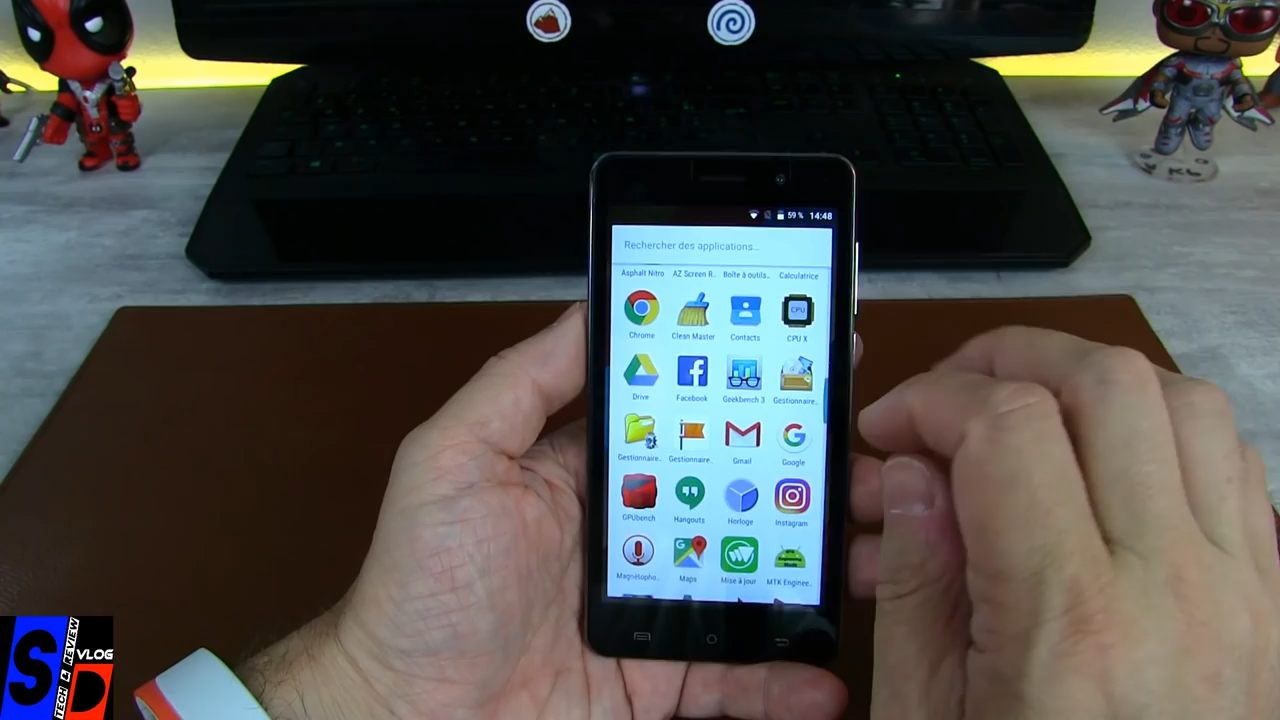 59 % 14:48
Rechercher des applications...
Asphalt Nitro AZ Screen R.. Boîte à outils.. Calculatrice
CPU
Chrome Clean Master Contacts CPU X
Drive Facebook Geekbench 3 Gestionnaire..
Gestionnaire.. Gestionnaire.. Gmail Google
GPUbench Hangouts Horloge Instagram
Magnétopho.. Maps Mise à jour MTK Enginee..
SD
TECH & REVIEW
VLOG